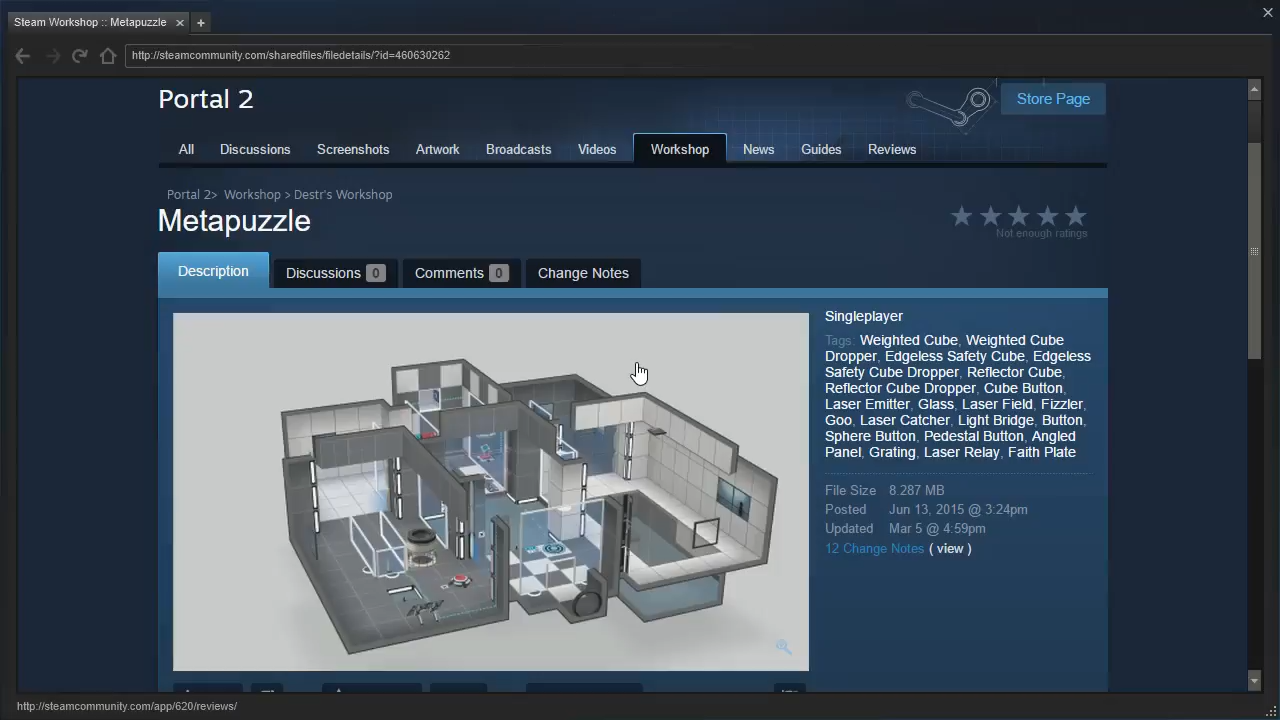 Steam Workshop :: Metapuzzle
http://steamcommunity.com/sharedfiles/filedetails/?id=460630262
Portal 2
Store Page
All Discussions Screenshots Artwork Broadcasts Videos Workshop News Guides Reviews
Portal 2> Workshop > Destr's Workshop
Metapuzzle
Not enough ratings
Description Discussions 0 Comments 0 Change Notes
Singleplayer
Tags: Weighted Cube, Weighted Cube
Dropper, Edgeless Safety Cube, Edgeless
Safety Cube Dropper, Reflector Cube,
Reflector Cube Dropper, Cube Button,
Laser Emitter, Glass, Laser Field, Fizzler,
Goo, Laser Catcher, Light Bridge, Button,
Sphere Button, Pedestal Button, Angled
Panel, Grating, Laser Relay, Faith Plate
File Size 8.287 MB
Posted Jun 13, 2015 @ 3:24pm
Updated Mar 5 @ 4:59pm
12 Change Notes ( view )
http://steamcommunity.com/app/620/reviews/